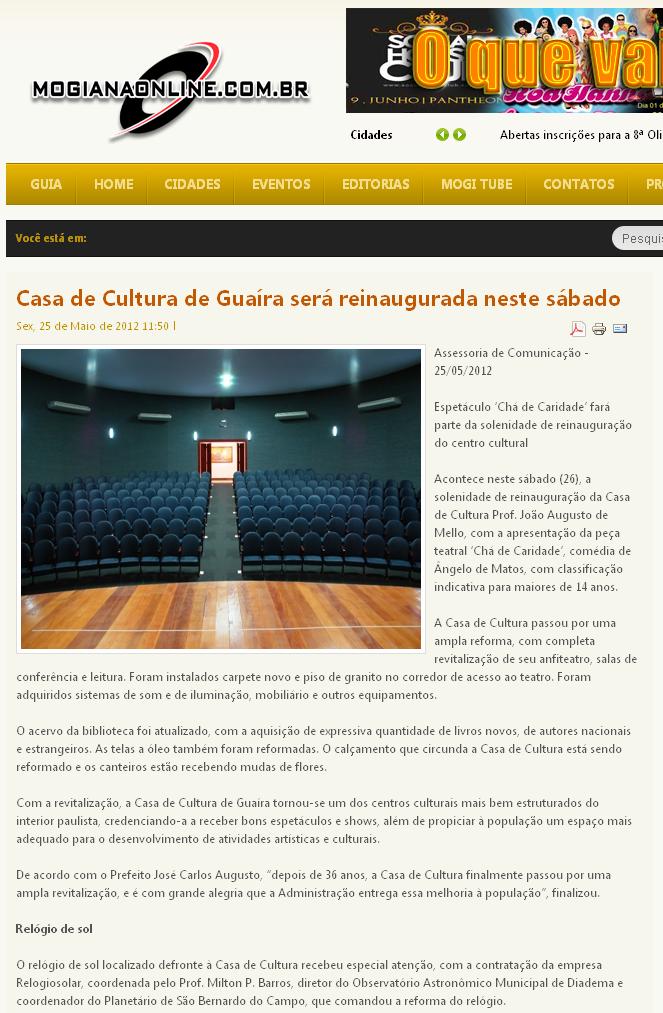 MOGIANAONLINE.COM.BR
O que vai
9. JUNHO | PANTHEON
Dia 01 d
Cidades
Abertas inscrições para a 8ª Oli
GUIA HOME CIDADES EVENTOS EDITORIAS MOGI TUBE CONTATOS PR
Você está em:
Pesquis
Casa de Cultura de Guaíra será reinaugurada neste sábado
Sex, 25 de Maio de 2012 11:50 |
Assessoria de Comunicação -
25/05/2012
Espetáculo ‘Chá de Caridade’ fará
parte da solenidade de reinauguração
do centro cultural
Acontece neste sábado (26), a
solenidade de reinauguração da Casa
de Cultura Prof. João Augusto de
Mello, com a apresentação da peça
teatral ‘Chá de Caridade’, comédia de
Ângelo de Matos, com classificação
indicativa para maiores de 14 anos.
A Casa de Cultura passou por uma
ampla reforma, com completa
revitalização de seu anfiteatro, salas de
conferência e leitura. Foram instalados carpete novo e piso de granito no corredor de acesso ao teatro. Foram
adquiridos sistemas de som e de iluminação, mobiliário e outros equipamentos.
O acervo da biblioteca foi atualizado, com a aquisição de expressiva quantidade de livros novos, de autores nacionais
e estrangeiros. As telas a óleo também foram reformadas. O calçamento que circunda a Casa de Cultura está sendo
reformado e os canteiros estão recebendo mudas de flores.
Com a revitalização, a Casa de Cultura de Guaíra tornou-se um dos centros culturais mais bem estruturados do
interior paulista, credenciando-a a receber bons espetáculos e shows, além de propiciar à população um espaço mais
adequado para o desenvolvimento de atividades artísticas e culturais.
De acordo com o Prefeito José Carlos Augusto, “depois de 36 anos, a Casa de Cultura finalmente passou por uma
ampla revitalização, e é com grande alegria que a Administração entrega essa melhoria à população”, finalizou.
Relógio de sol
O relógio de sol localizado defronte à Casa de Cultura recebeu especial atenção, com a contratação da empresa
Relogiosolar, coordenada pelo Prof. Milton P. Barros, diretor do Observatório Astronômico Municipal de Diadema e
coordenador do Planetário de São Bernardo do Campo, que comandou a reforma do relógio.